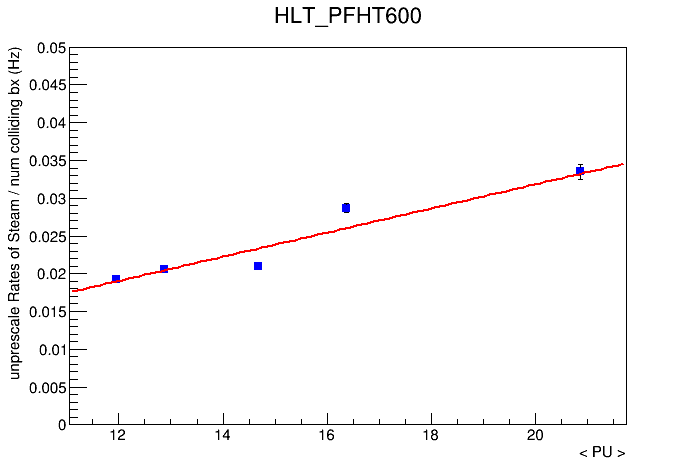 HLT_PFHT600
unprescale Rates of Steam / num colliding bx (Hz)
0.05
0.045
0.04
0.035
0.03
0.025
0.02
0.015
0.01
0.005
0
12 14 16 18 20
< PU >